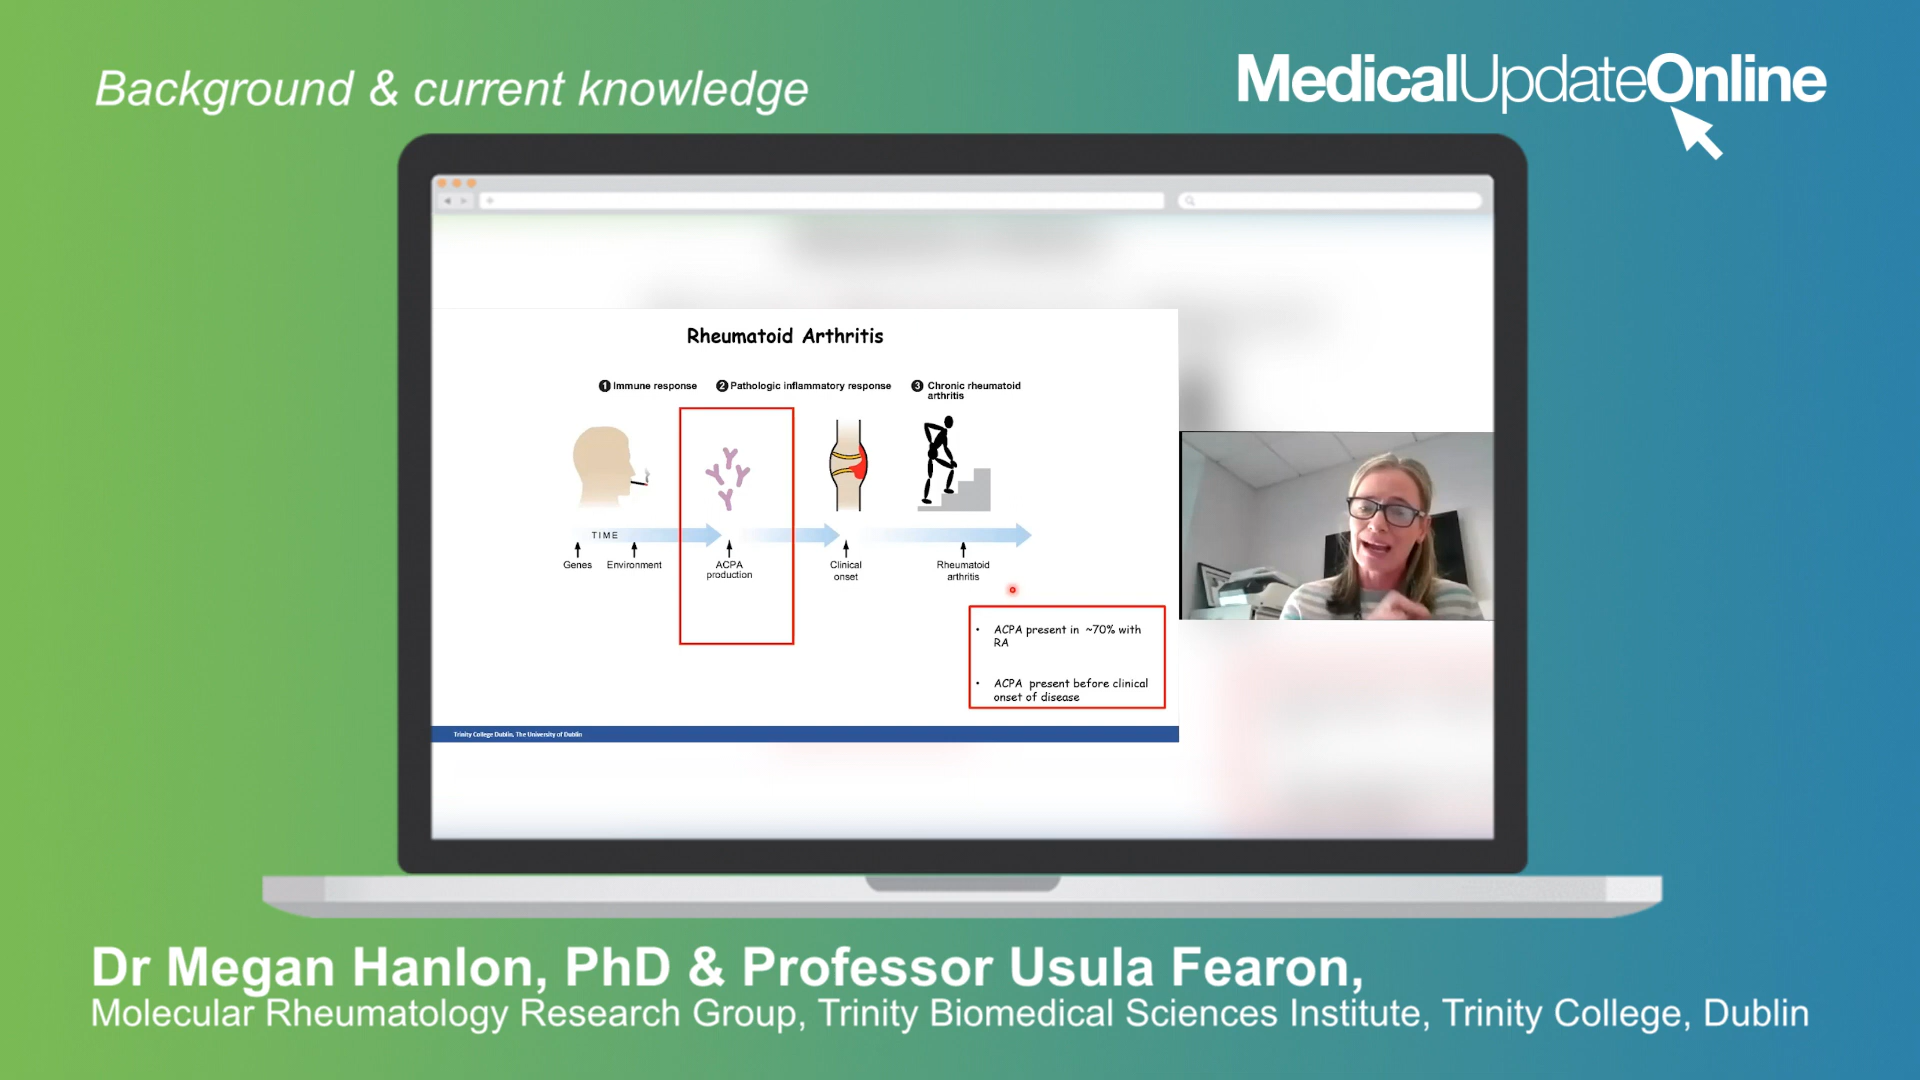 Background & current knowledge
MedicalUpdateOnline
Rheumatoid Arthritis
1 Immune response
2 Pathologic inflammatory response
3 Chronic rheumatoid
arthritis
TIME
Genes
Environment
ACPA
production
Clinical
onset
Rheumatoid
arthritis
• ACPA present in ~70% with
RA
• ACPA present before clinical
onset of disease
Trinity College Dublin, The University of Dublin
Dr Megan Hanlon, PhD & Professor Usula Fearon,
Molecular Rheumatology Research Group, Trinity Biomedical Sciences Institute, Trinity College, Dublin